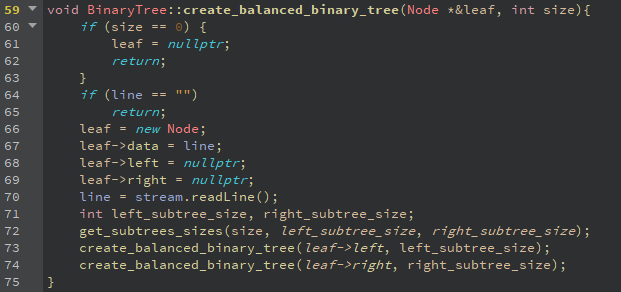 59 void BinaryTree::create_balanced_binary_tree(Node *&leaf, int size){
60 if (size == 0) {
61 leaf = nullptr;
62 return;
63 }
64 if (line == "")
65 return;
66 leaf = new Node;
67 leaf->data = line;
68 leaf->left = nullptr;
69 leaf->right = nullptr;
70 line = stream.readLine();
71 int left_subtree_size, right_subtree_size;
72 get_subtrees_sizes(size, left_subtree_size, right_subtree_size);
73 create_balanced_binary_tree(leaf->left, left_subtree_size);
74 create_balanced_binary_tree(leaf->right, right_subtree_size);
75 }